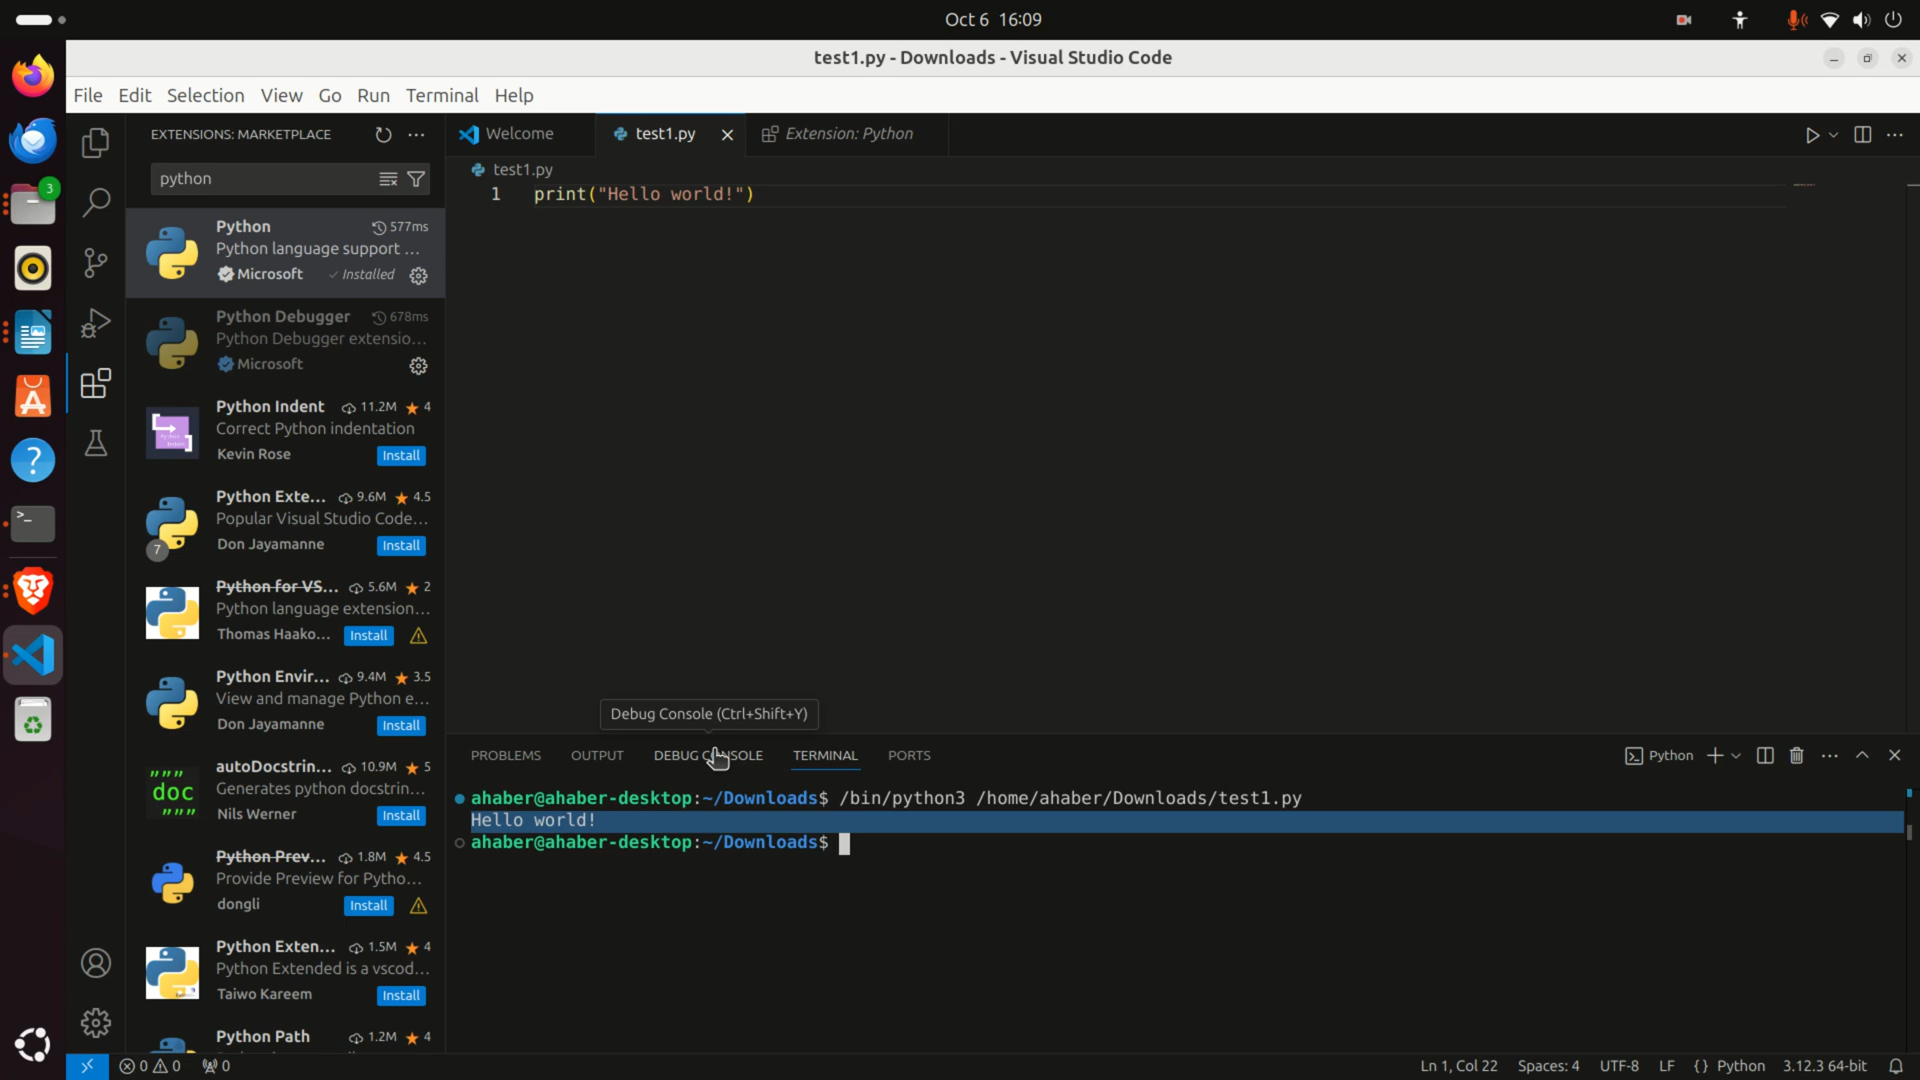 Oct 6 16:09
test1.py - Downloads - Visual Studio Code
File Edit Selection View Go Run Terminal Help
EXTENSIONS: MARKETPLACE
Welcome
test1.py
Extension: Python
python
test1.py
1 print("Hello world!")
3
Python 577ms
Python language support ...
Microsoft Installed
Python Debugger 678ms
Python Debugger extensio...
Microsoft
Python Indent 11.2M 4
Correct Python indentation
Kevin Rose Install
Python Exte... 9.6M 4.5
Popular Visual Studio Code...
7
Don Jayamanne Install
Python for VS... 5.6M 2
Python language extension...
Thomas Haako... Install
Python Envir... 9.4M 3.5
View and manage Python e...
Don Jayamanne Install
autoDocstrin... 10.9M 5
Generates python docstrin...
doc
Nils Werner Install
Python Prev... 1.8M 4.5
Provide Preview for Pytho...
dongli Install
Python Exten... 1.5M 4
Python Extended is a vscod...
Taiwo Kareem Install
Python Path 1.2M 4
Debug Console (Ctrl+Shift+Y)
PROBLEMS OUTPUT DEBUG CONSOLE TERMINAL PORTS
Python
ahaber@ahaber-desktop:~/Downloads$ /bin/python3 /home/ahaber/Downloads/test1.py
Hello world!
ahaber@ahaber-desktop:~/Downloads$
0 0 0
Ln 1, Col 22 Spaces: 4 UTF-8 LF {} Python 3.12.3 64-bit